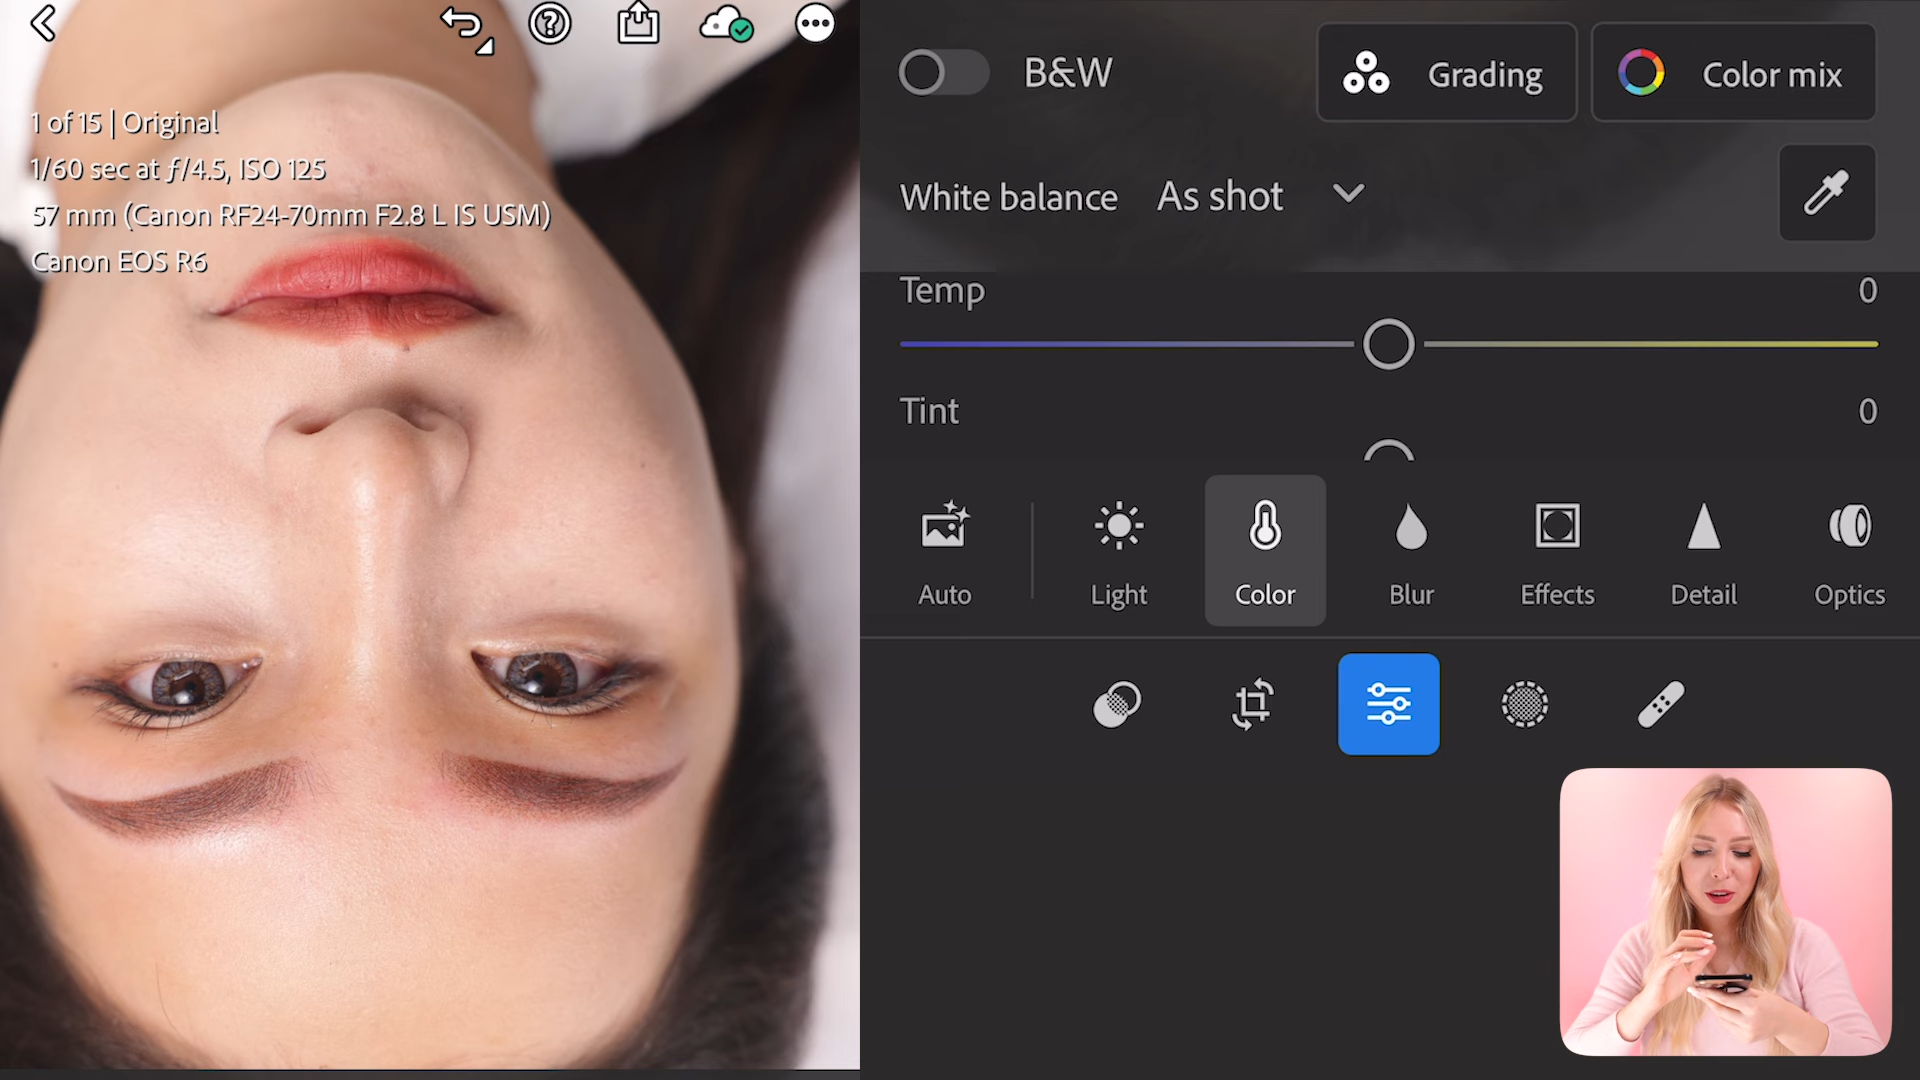 1 of 15 | Original
1/60 sec at ƒ/4.5, ISO 125
57 mm (Canon RF24-70mm F2.8 L IS USM)
Canon EOS R6
B&W
Grading
Color mix
White balance
As shot
Temp
0
Tint
0
Auto
Light
Color
Blur
Effects
Detail
Optics